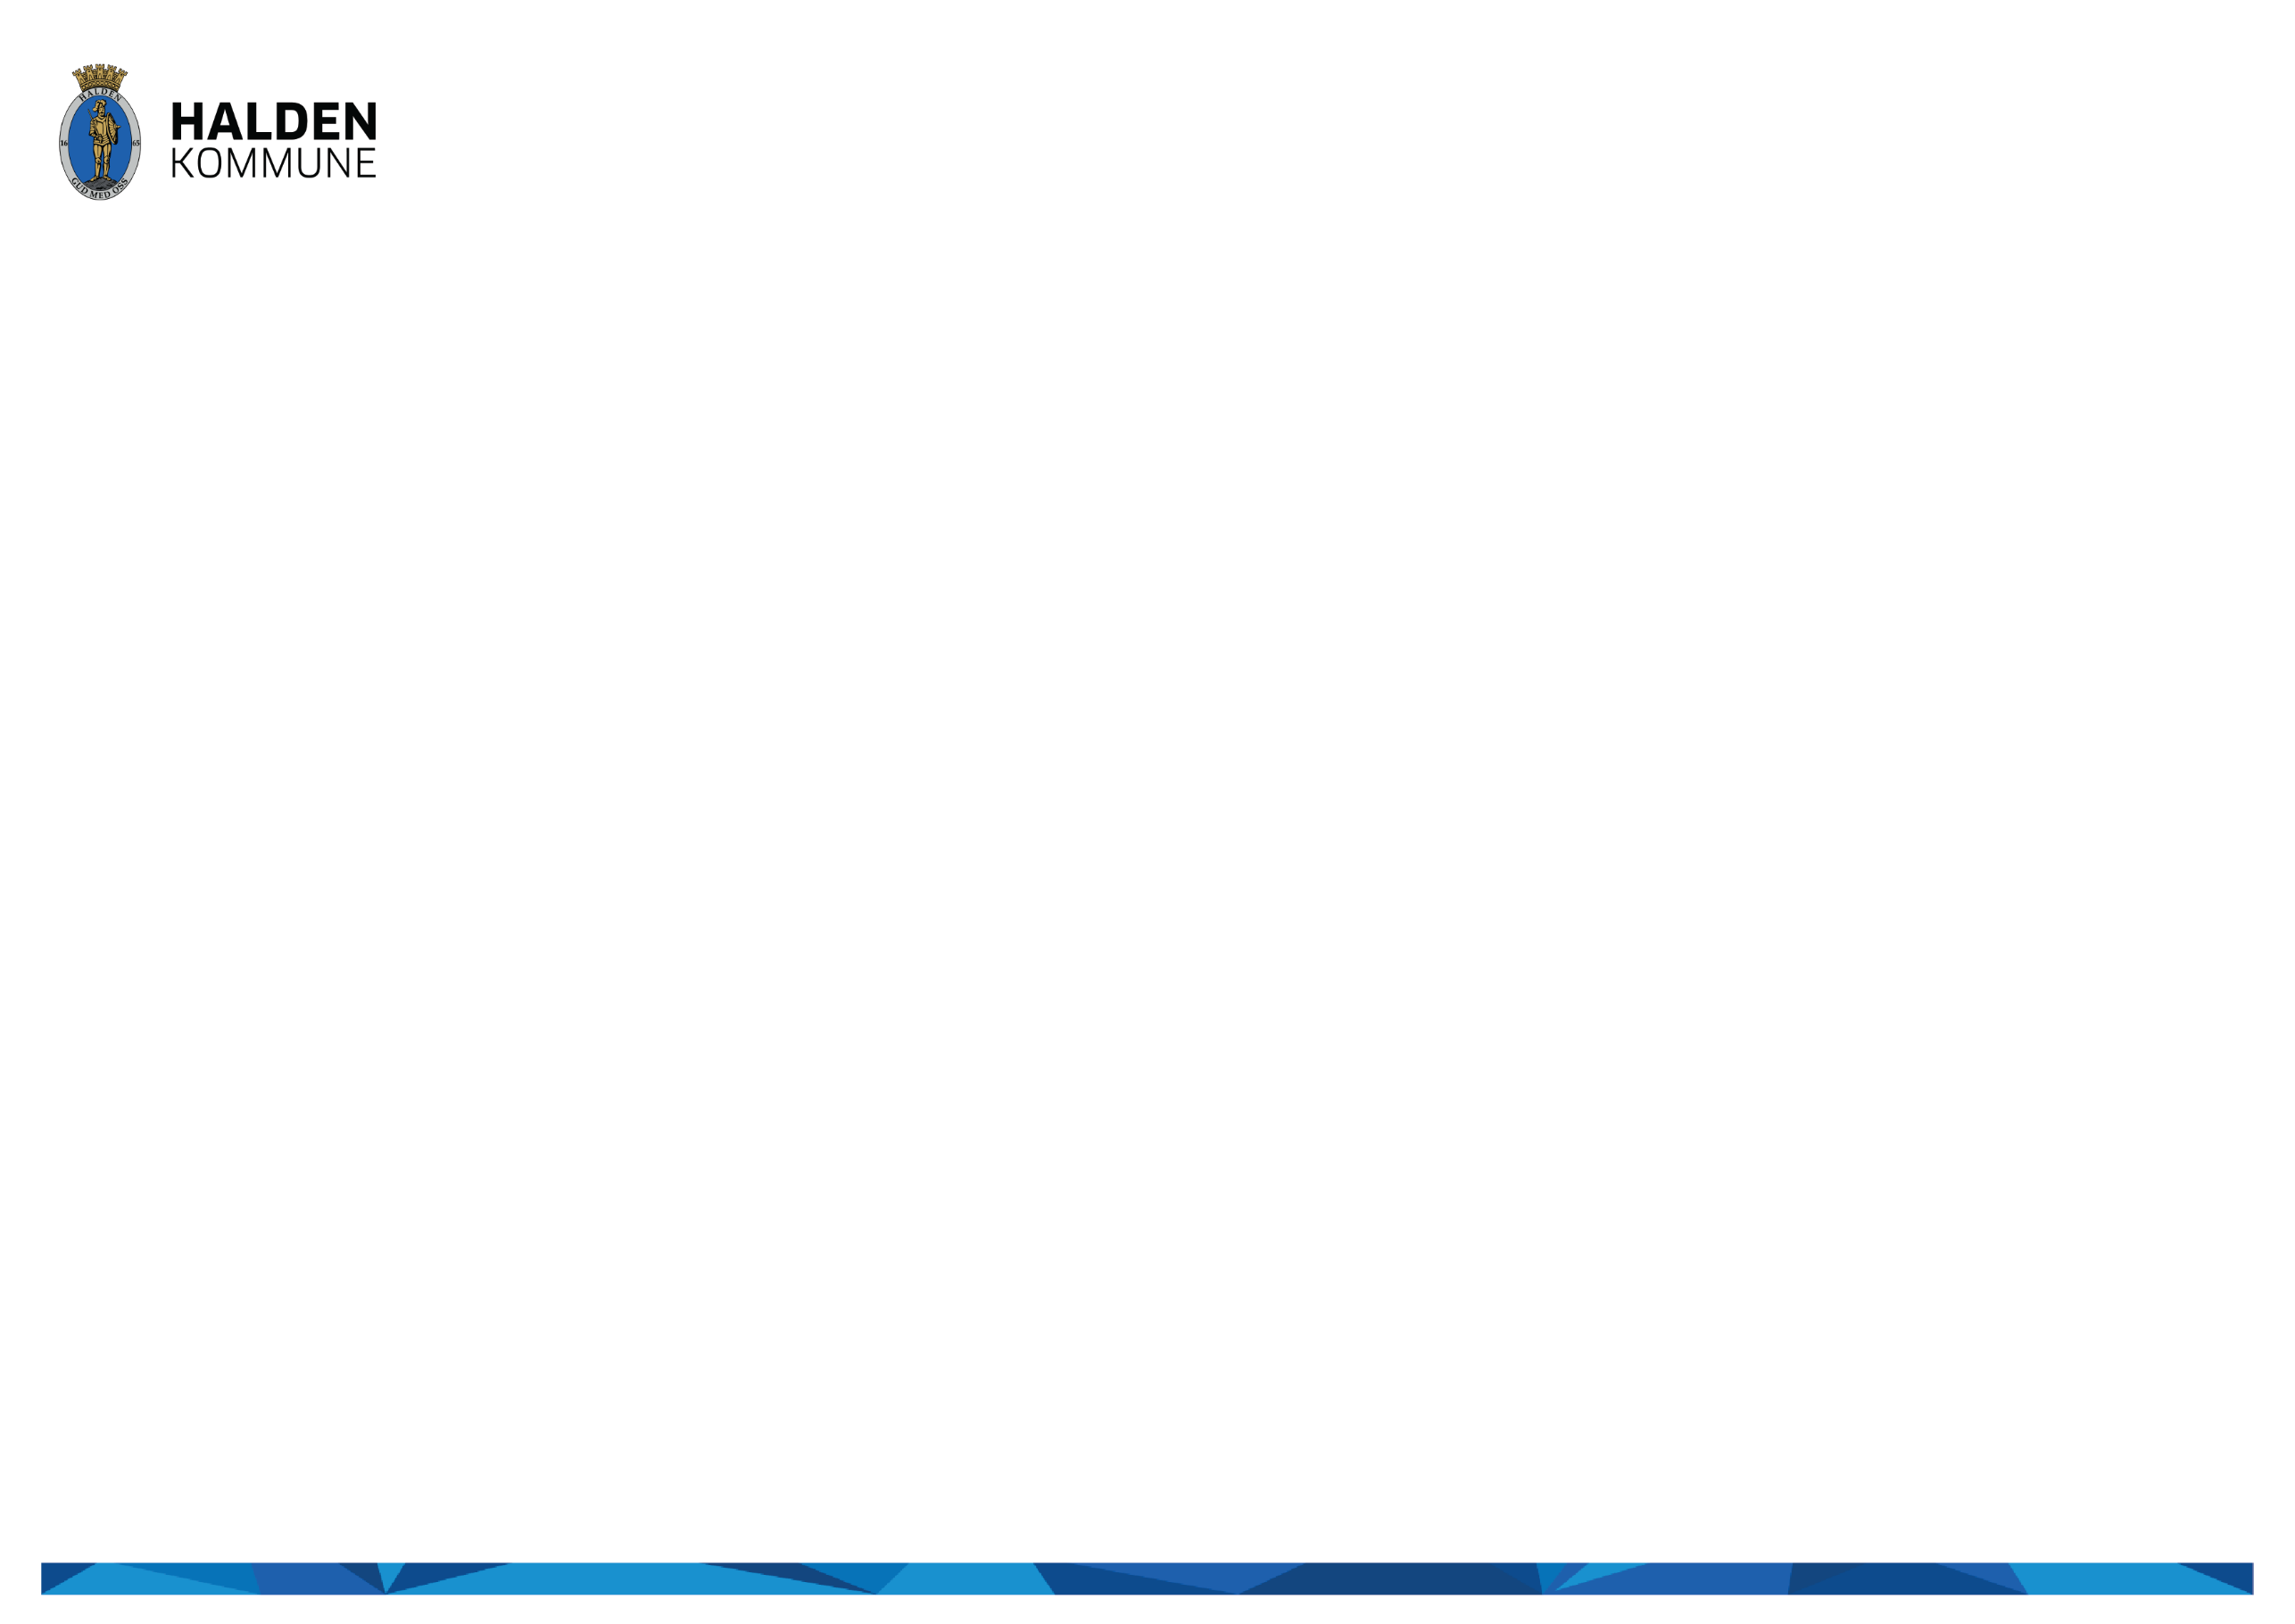 HALDEN
16 65
GUD MED OSS
HALDEN
KOMMUNE